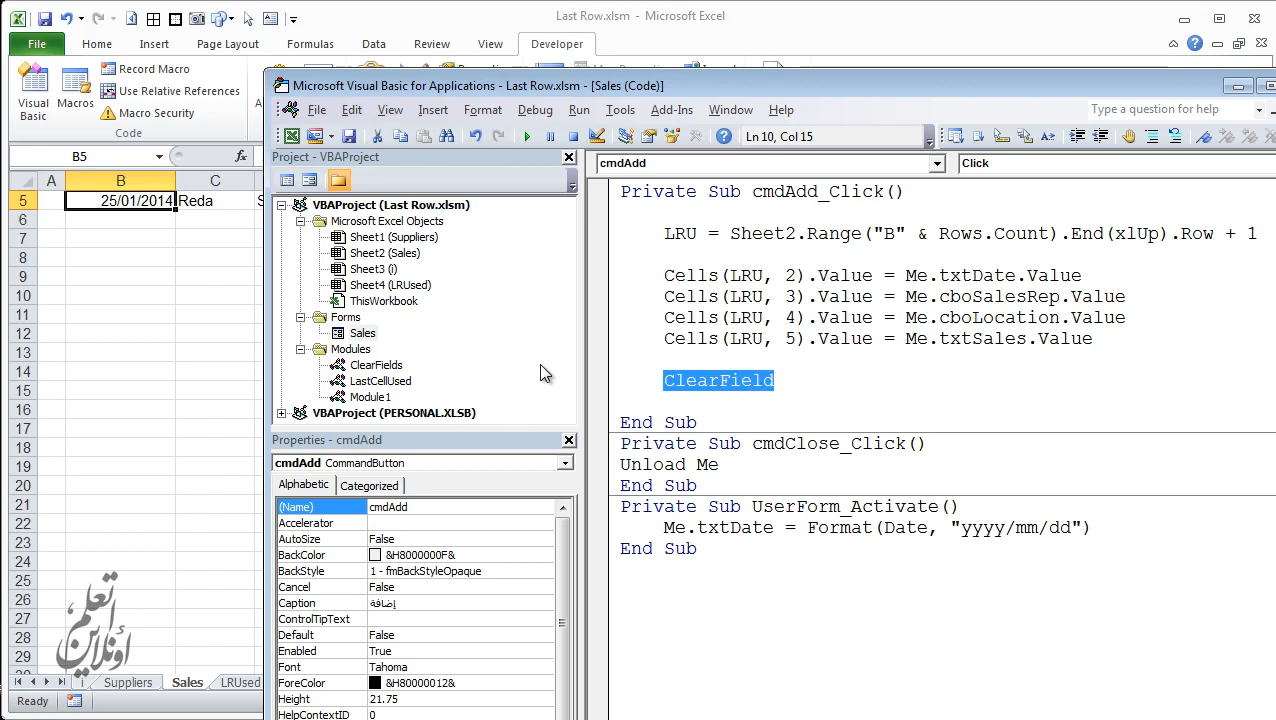 Last Row.xlsm - Microsoft Excel
File Home Insert Page Layout Formulas Data Review View Developer
Visual Basic
Macros
Record Macro
Use Relative References
Macro Security
Code
B5
fx
A B C
5 25/01/2014 Reda
6
7
8
9
10
11
12
13
14
15
16
17
18
19
20
21
22
23
24
25
26
27
28
29
أتعلم
أونلاين
i Suppliers Sales LRUsed
Ready
Microsoft Visual Basic for Applications - Last Row.xlsm - [Sales (Code)]
File Edit View Insert Format Debug Run Tools Add-Ins Window Help
Type a question for help
Ln 10, Col 15
Project - VBAProject
VBAProject (Last Row.xlsm)
Microsoft Excel Objects
Sheet1 (Suppliers)
Sheet2 (Sales)
Sheet3 (i)
Sheet4 (LRUsed)
ThisWorkbook
Forms
Sales
Modules
ClearFields
LastCellUsed
Module1
VBAProject (PERSONAL.XLSB)
Properties - cmdAdd
cmdAdd CommandButton
Alphabetic Categorized
(Name) cmdAdd
Accelerator
AutoSize False
BackColor &H8000000F&
BackStyle 1 - fmBackStyleOpaque
Cancel False
Caption إضافة
ControlTipText
Default False
Enabled True
Font Tahoma
ForeColor &H80000012&
Height 21.75
HelpContextID 0
cmdAdd
Click
Private Sub cmdAdd_Click()
LRU = Sheet2.Range("B" & Rows.Count).End(xlUp).Row + 1
Cells(LRU, 2).Value = Me.txtDate.Value
Cells(LRU, 3).Value = Me.cboSalesRep.Value
Cells(LRU, 4).Value = Me.cboLocation.Value
Cells(LRU, 5).Value = Me.txtSales.Value
ClearField
End Sub
Private Sub cmdClose_Click()
Unload Me
End Sub
Private Sub UserForm_Activate()
Me.txtDate = Format(Date, "yyyy/mm/dd")
End Sub